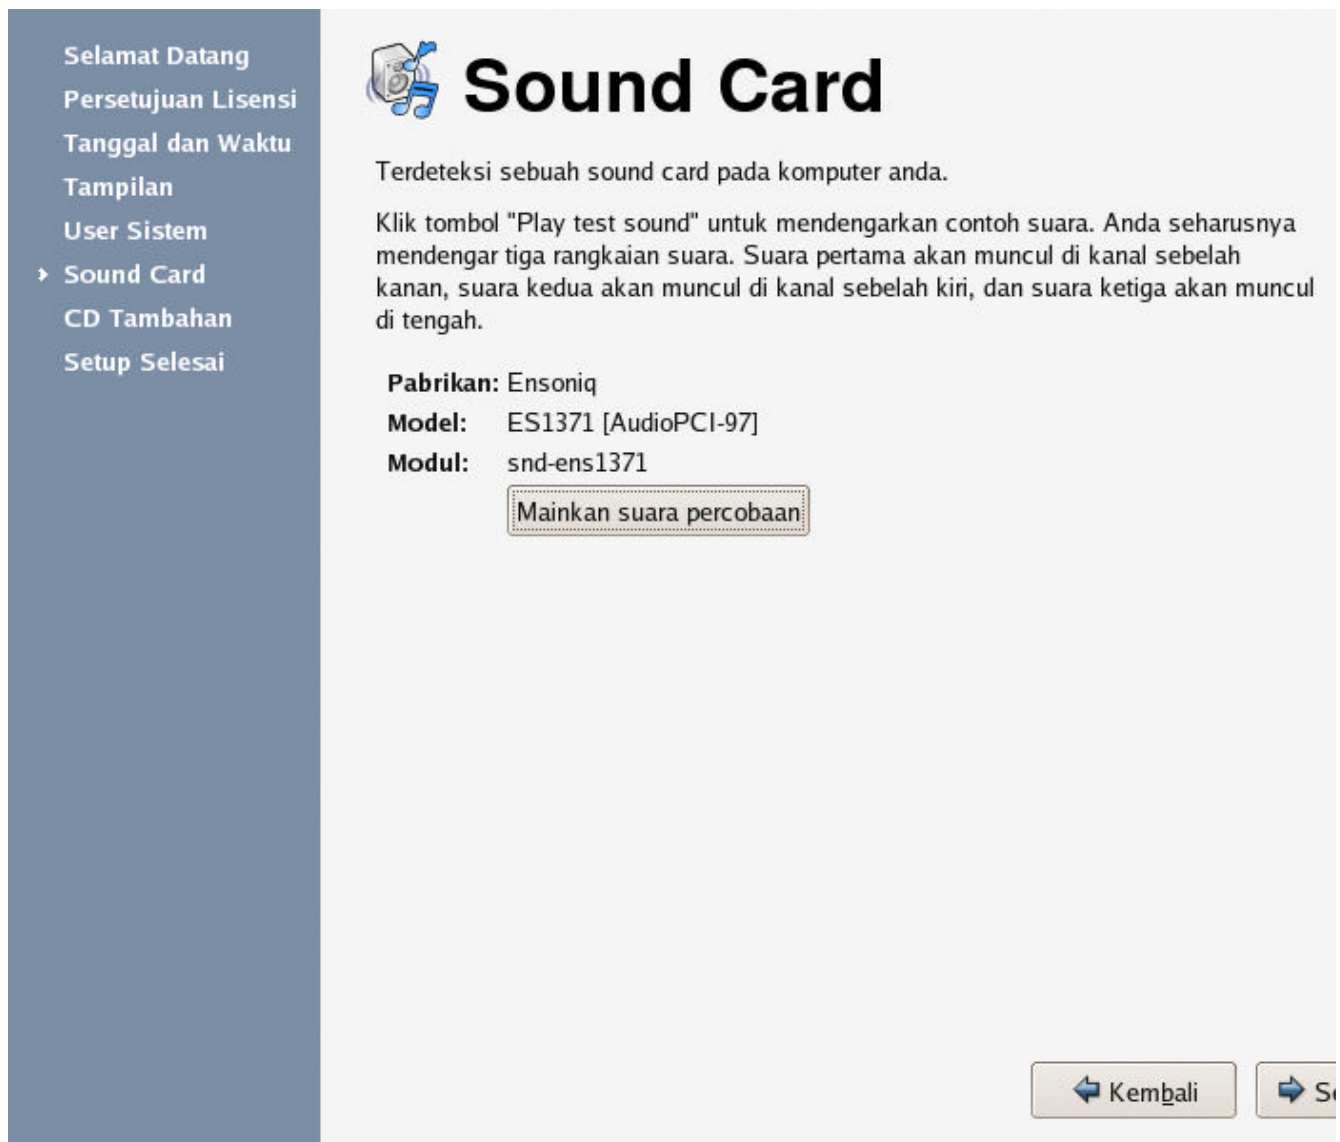 Selamat Datang
Persetujuan Lisensi
Tanggal dan Waktu
Tampilan
User Sistem
Sound Card
CD Tambahan
Setup Selesai
Sound Card
Terdeteksi sebuah sound card pada komputer anda.
Klik tombol "Play test sound" untuk mendengarkan contoh suara. Anda seharusnya
mendengar tiga rangkaian suara. Suara pertama akan muncul di kanal sebelah
kanan, suara kedua akan muncul di kanal sebelah kiri, dan suara ketiga akan muncul
di tengah.
Pabrikan: Ensoniq
Model: ES1371 [AudioPCI-97]
Modul: snd-ens1371
Mainkan suara percobaan
Kembali